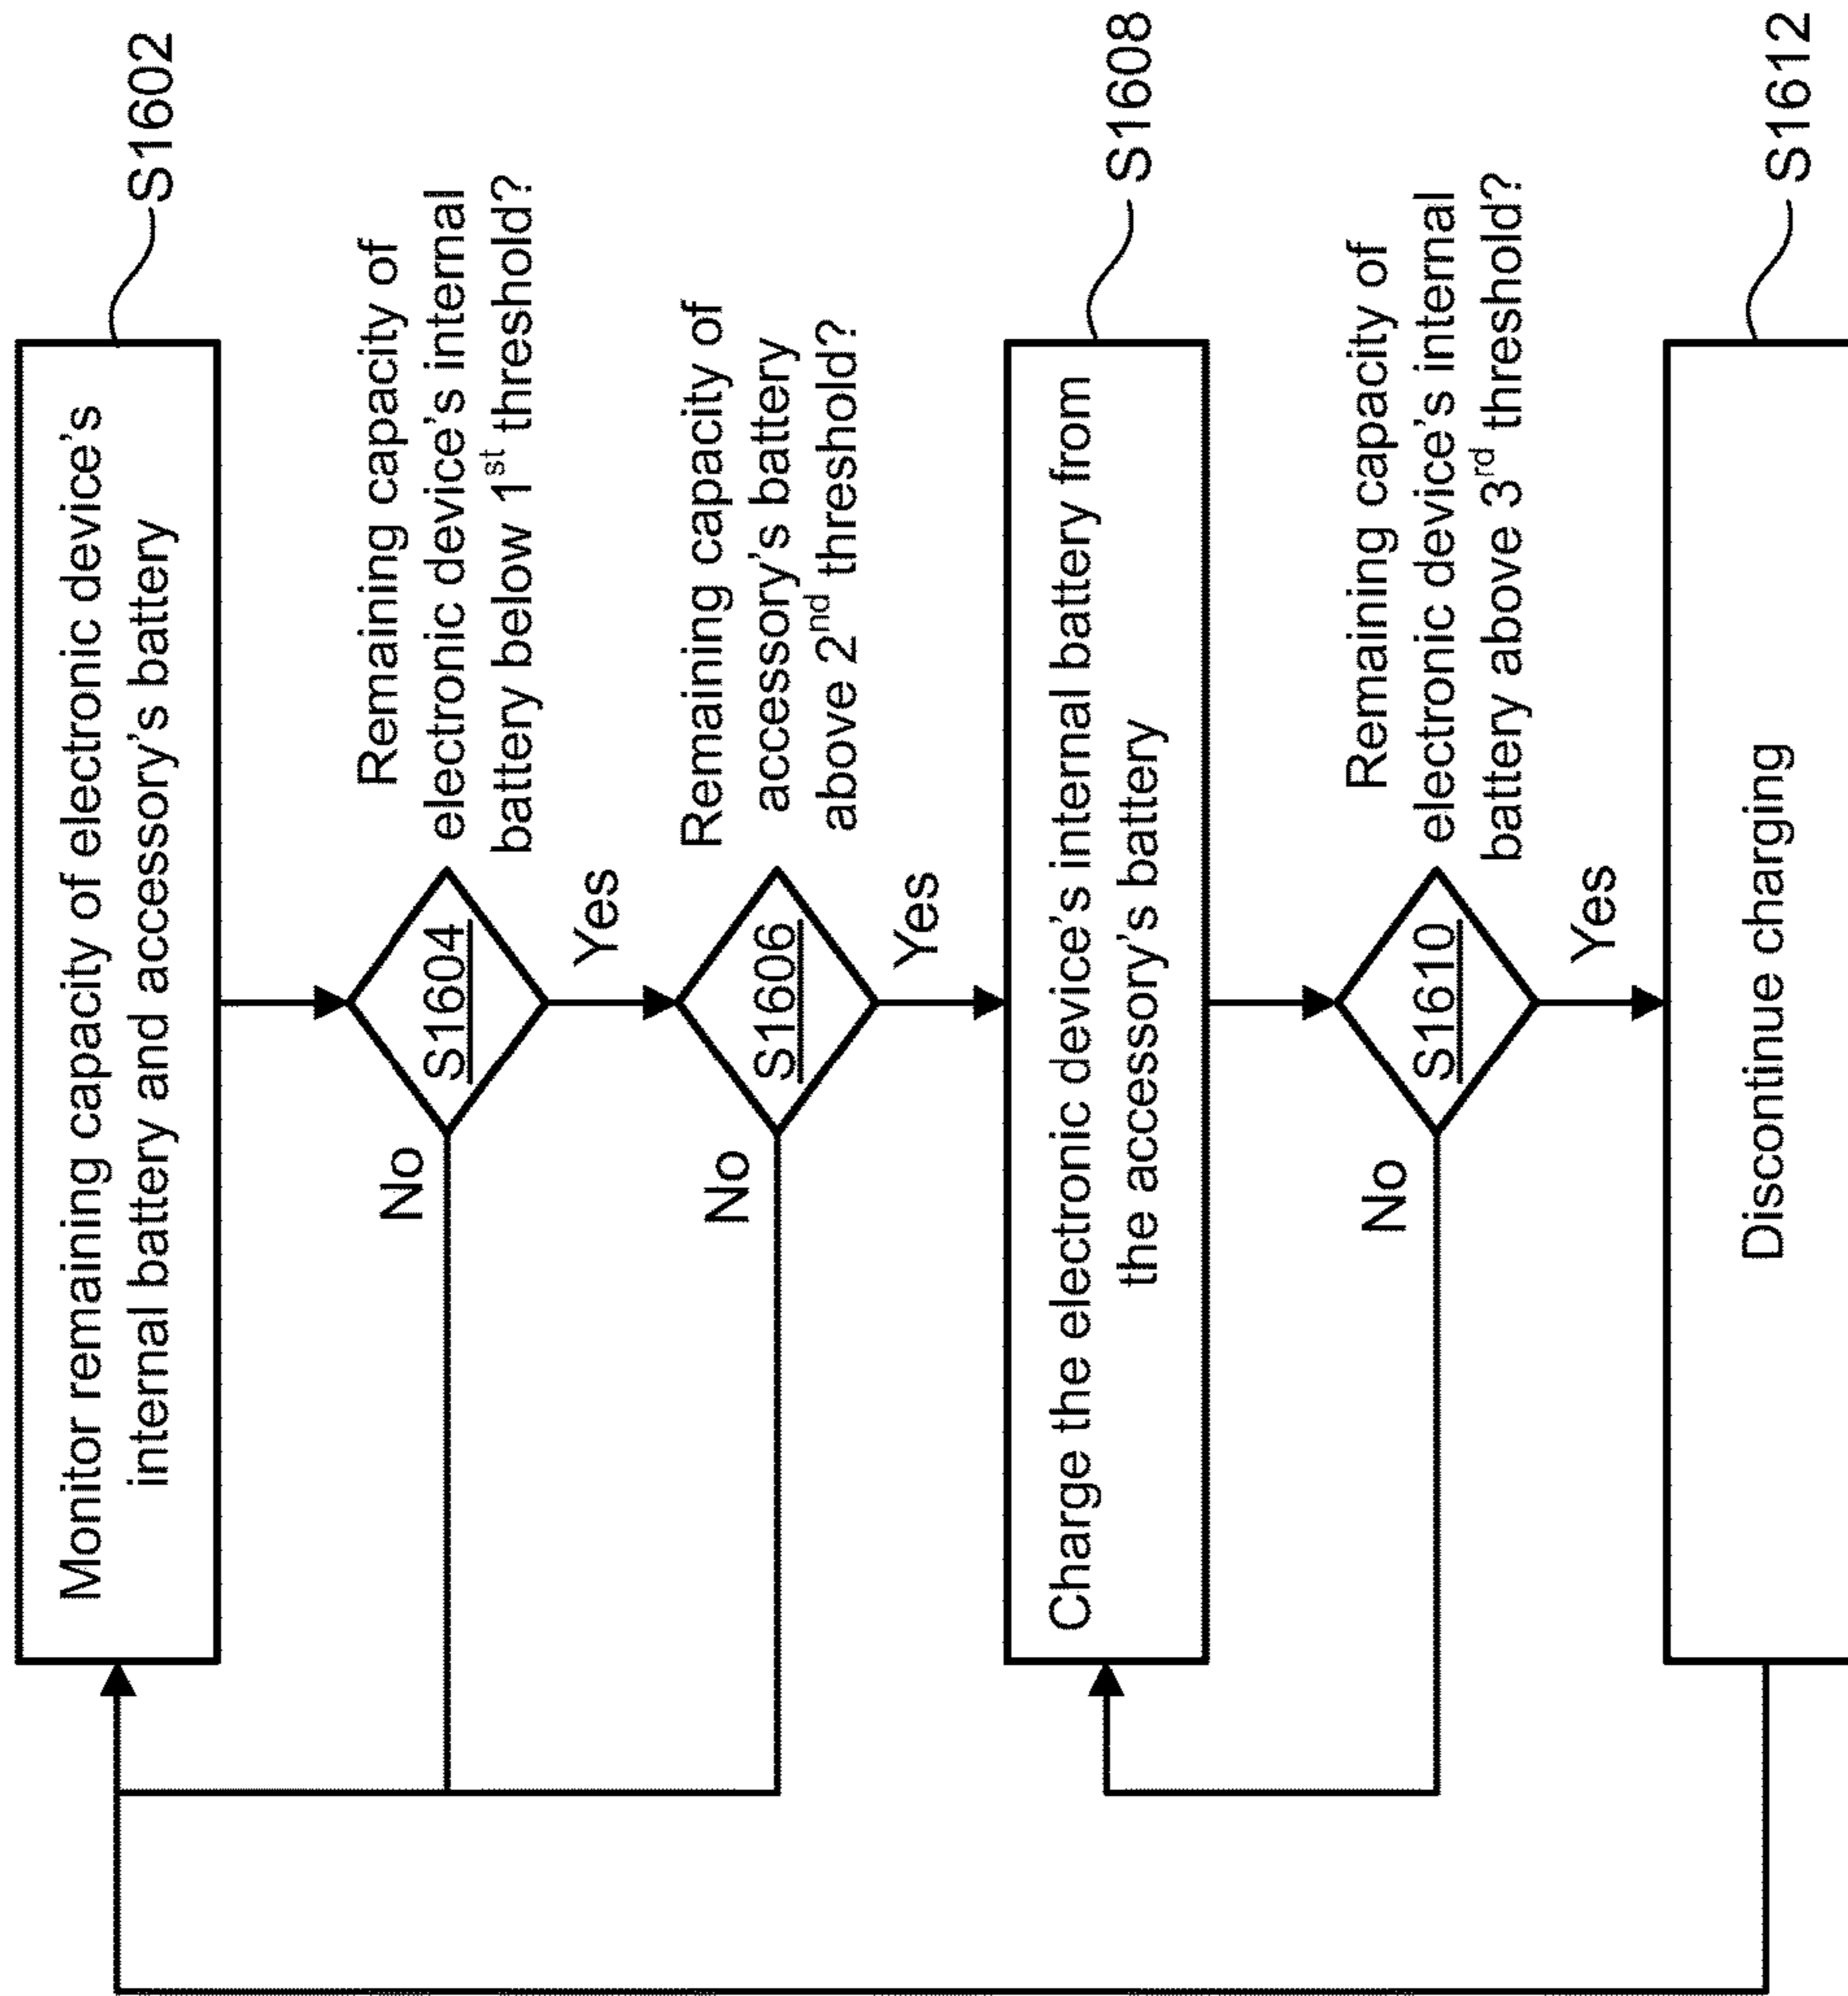 Monitor remaining capacity of electronic device's
internal battery and accessory's battery
S1602
S1604
Remaining capacity of
electronic device's internal
battery below 1st threshold?
No
Yes
S1606
Remaining capacity of
accessory's battery
above 2nd threshold?
No
Yes
Charge the electronic device's internal battery from
the accessory's battery
S1608
S1610
Remaining capacity of
electronic device's internal
battery above 3rd threshold?
No
Yes
Discontinue charging
S1612